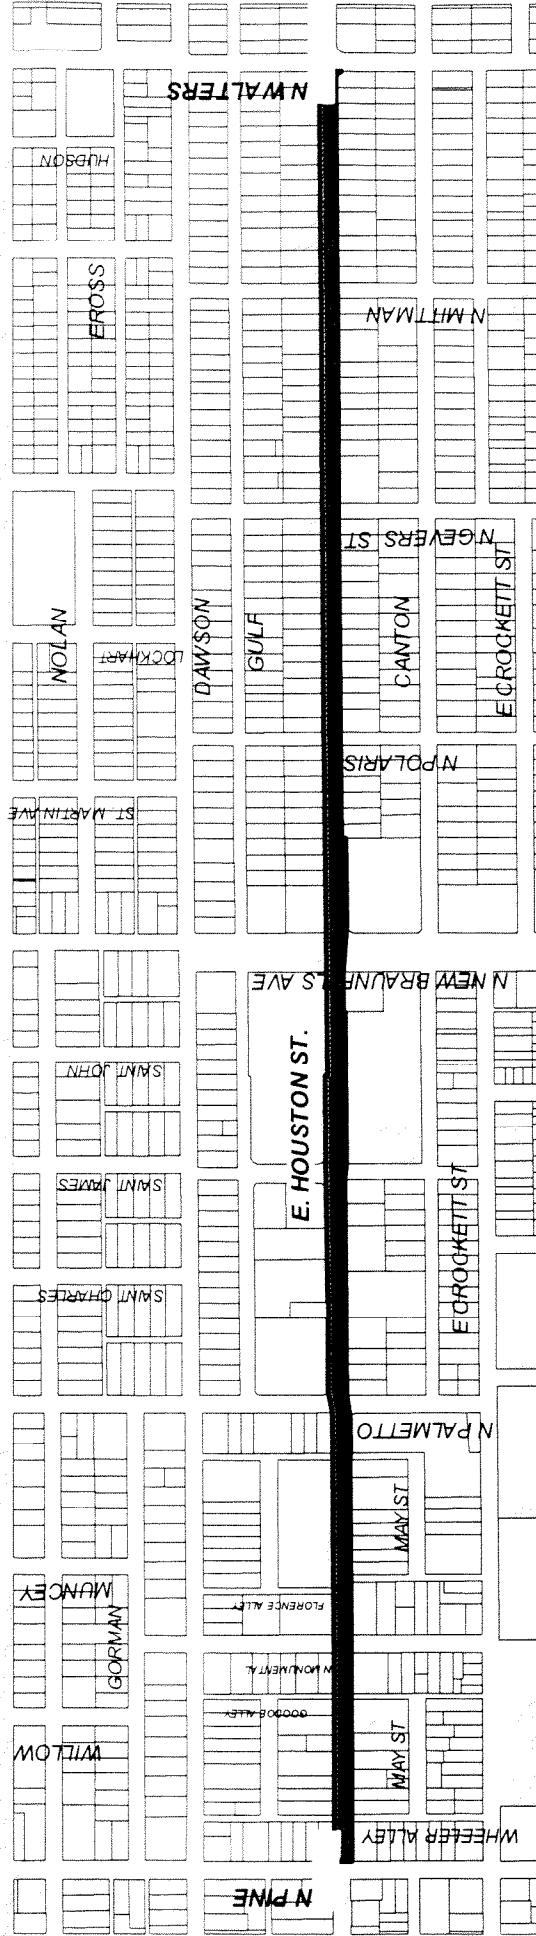 N WALTERS
HUDSON
E ROSS
N MITTMAN
N GEVERS ST
E CROCKETT ST
CANTON
GULF
DAWSON
NOLAN
LOCKHART
N POLARIS
ST. MARTIN AVE
N NEW BRAUNFELS AVE
E. HOUSTON ST.
SAINT JOHN
SAINT JAMES
E CROCKETT ST
SAINT CHARLES
N PALMETTO
MAY ST
MUNCEY
FLORENCE ALLEY
GORMAN
N MONUMENTAL
GOODOB ALLEY
WILLOW
MAY ST
WHEELER ALLEY
N PINE